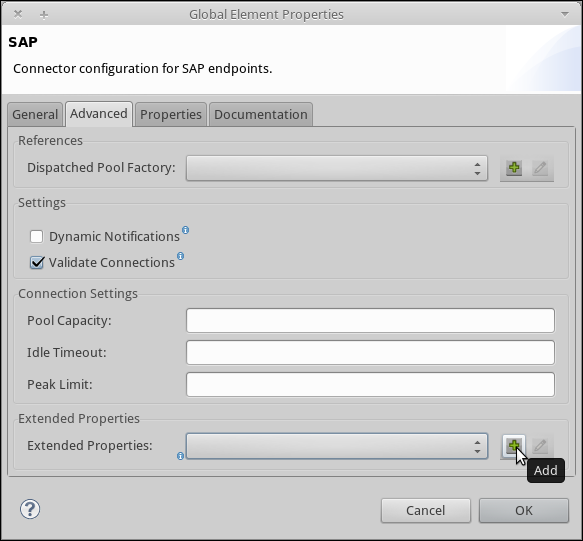 Global Element Properties
SAP
Connector configuration for SAP endpoints.
General Advanced Properties Documentation
References
Dispatched Pool Factory:
Settings
Dynamic Notifications
Validate Connections
Connection Settings
Pool Capacity:
Idle Timeout:
Peak Limit:
Extended Properties
Extended Properties:
Add
Cancel OK